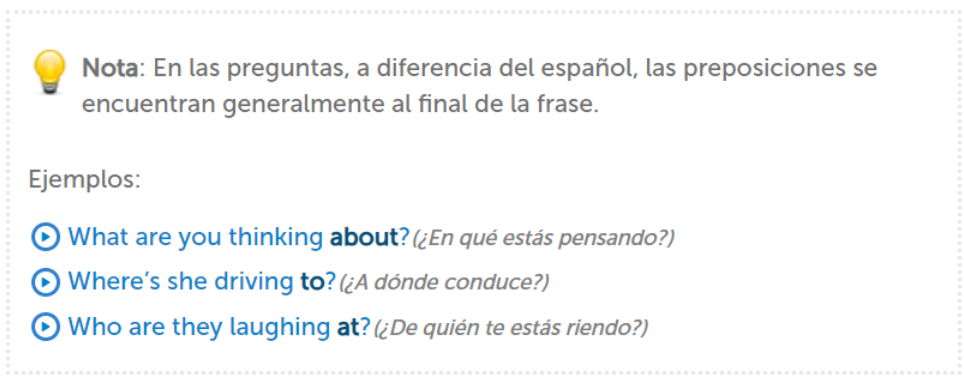 Nota: En las preguntas, a diferencia del español, las preposiciones se
encuentran generalmente al final de la frase.
Ejemplos:
What are you thinking about? (¿En qué estás pensando?)
Where's she driving to? (¿A dónde conduce?)
Who are they laughing at? (¿De quién te estás riendo?)